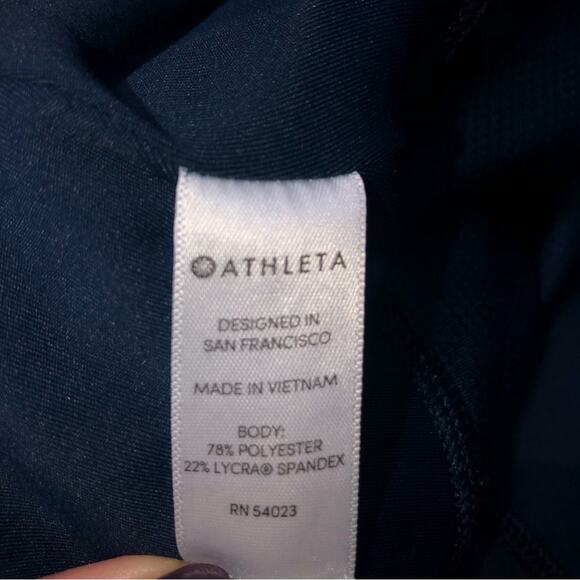 ATHLETA
DESIGNED IN
SAN FRANCISCO
MADE IN VIETNAM
BODY:
78% POLYESTER
22% LYCRA® SPANDEX
RN 54023